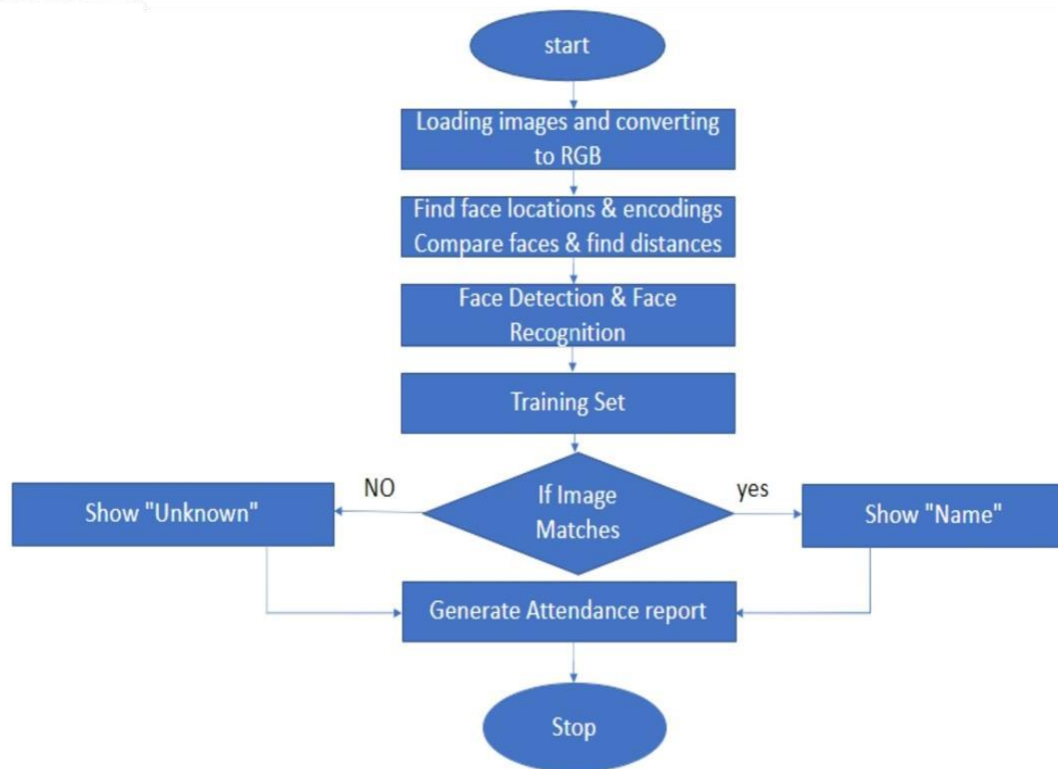 start
Loading images and converting
to RGB
Find face locations & encodings
Compare faces & find distances
Face Detection & Face
Recognition
Training Set
If Image
Matches
NO
yes
Show "Unknown"
Show "Name"
Generate Attendance report
Stop